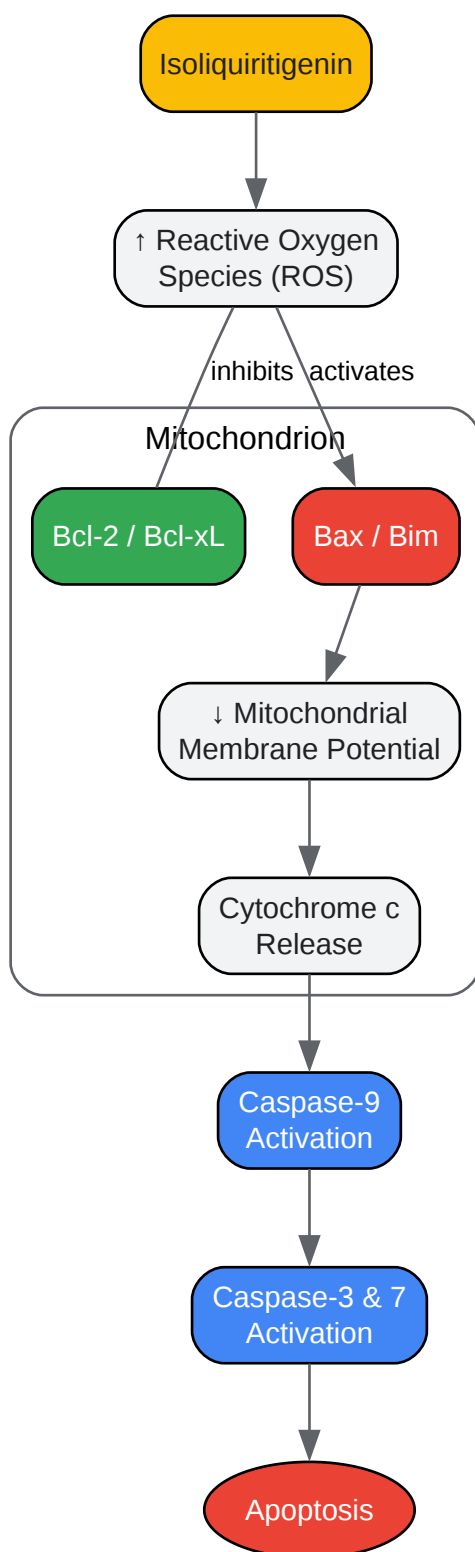 Isoliquiritigenin
↑ Reactive Oxygen
Species (ROS)
inhibits
activates
Mitochondrion
Bcl-2 / Bcl-xL
Bax / Bim
↓ Mitochondrial
Membrane Potential
Cytochrome c
Release
Caspase-9
Activation
Caspase-3 & 7
Activation
Apoptosis